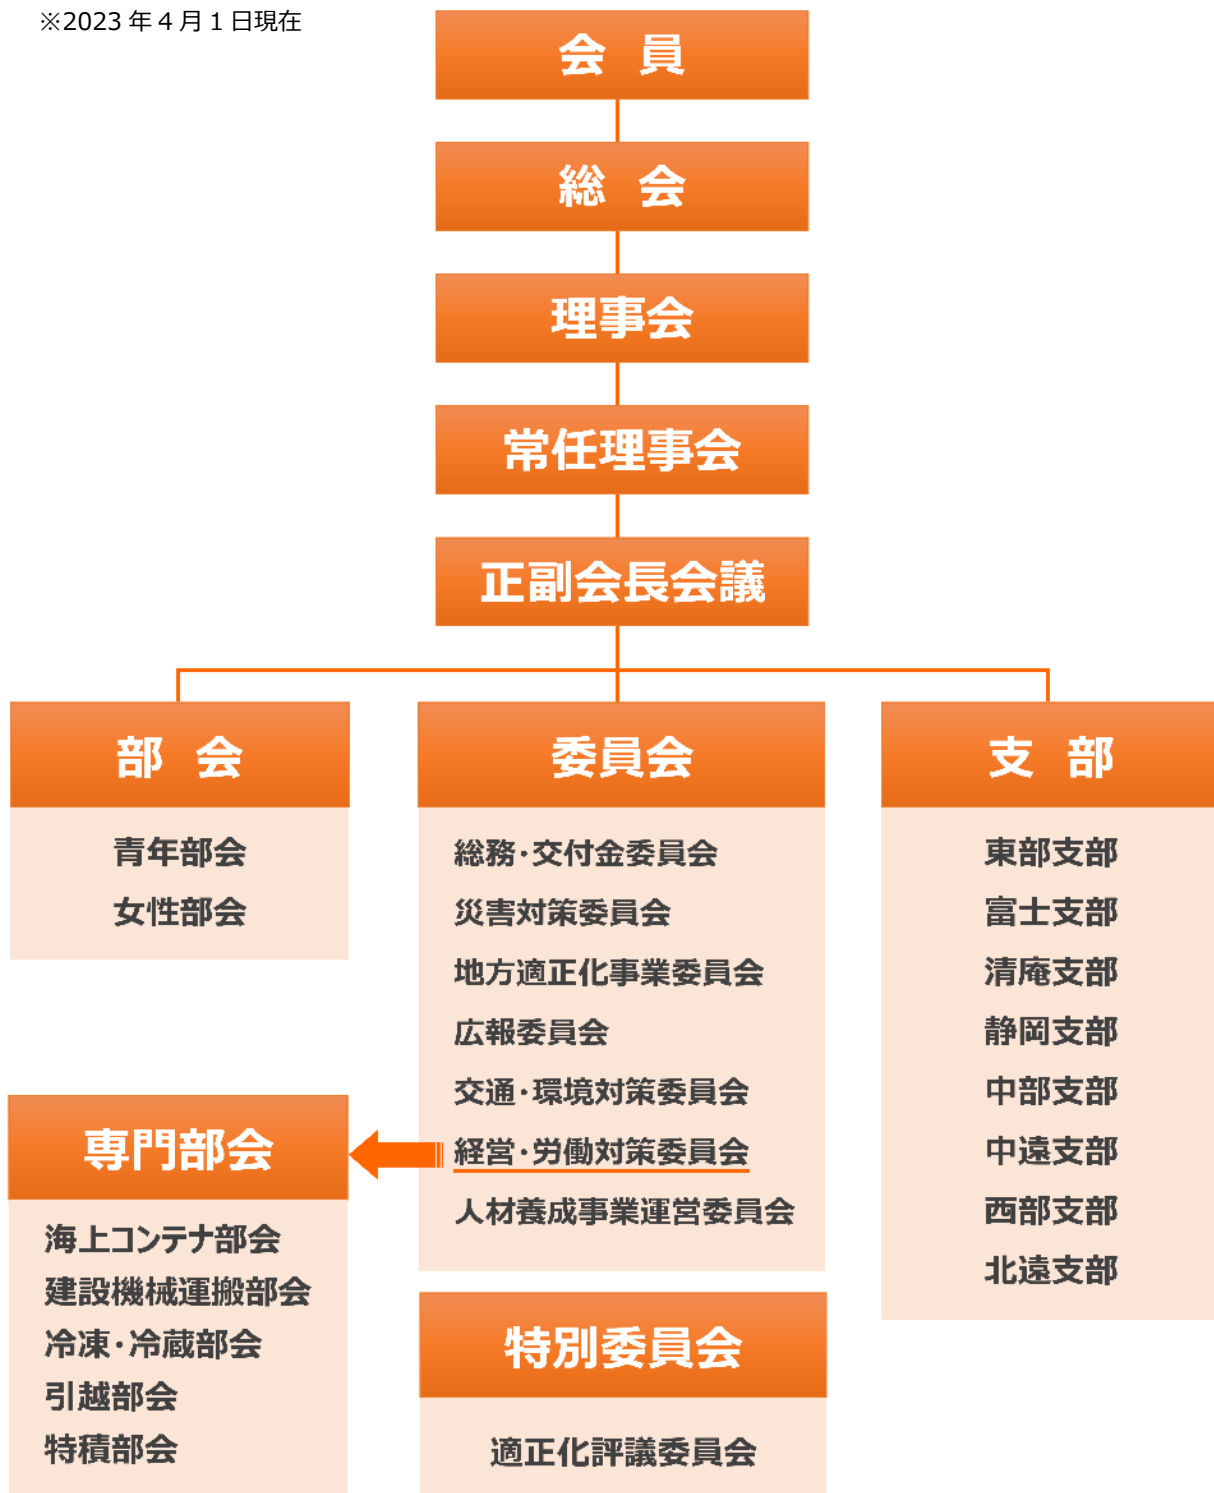 ※2023年4月1日現在
会 員
総 会
理事会
常任理事会
正副会長会議
部 会
青年部会
女性部会
委員会
総務・交付金委員会
災害対策委員会
地方適正化事業委員会
広報委員会
交通・環境対策委員会
経営・労働対策委員会
人材養成事業運営委員会
支 部
東部支部
富士支部
清庵支部
静岡支部
中部支部
中遠支部
西部支部
北遠支部
専門部会
海上コンテナ部会
建設機械運搬部会
冷凍・冷蔵部会
引越部会
特積部会
特別委員会
適正化評議委員会